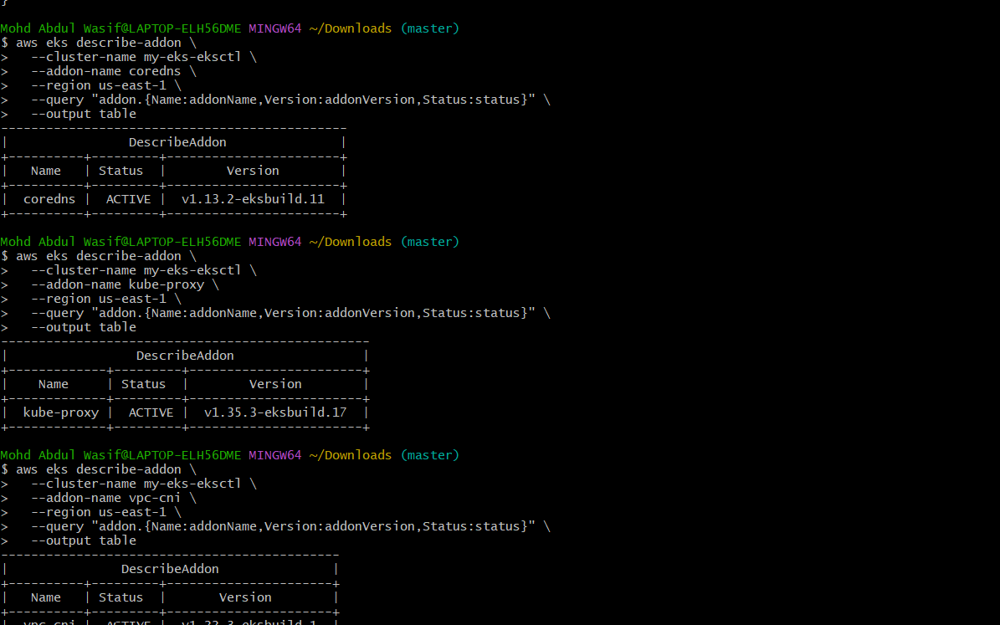 }
Mohd Abdul Wasif@LAPTOP-ELH56DME MINGW64 ~/Downloads (master)
$ aws eks describe-addon \
>   --cluster-name my-eks-eksctl \
>   --addon-name coredns \
>   --region us-east-1 \
>   --query "addon.{Name:addonName,Version:addonVersion,Status:status}" \
>   --output table
----------------------------------------------
|                DescribeAddon               |
+----------+---------+-----------------------+
|   Name   | Status  |        Version        |
+----------+---------+-----------------------+
|  coredns |  ACTIVE |  v1.13.2-eksbuild.11  |
+----------+---------+-----------------------+
Mohd Abdul Wasif@LAPTOP-ELH56DME MINGW64 ~/Downloads (master)
$ aws eks describe-addon \
>   --cluster-name my-eks-eksctl \
>   --addon-name kube-proxy \
>   --region us-east-1 \
>   --query "addon.{Name:addonName,Version:addonVersion,Status:status}" \
>   --output table
-------------------------------------------------
|                 DescribeAddon                 |
+-------------+---------+-----------------------+
|    Name     | Status  |        Version        |
+-------------+---------+-----------------------+
|  kube-proxy |  ACTIVE |  v1.35.3-eksbuild.17  |
+-------------+---------+-----------------------+
Mohd Abdul Wasif@LAPTOP-ELH56DME MINGW64 ~/Downloads (master)
$ aws eks describe-addon \
>   --cluster-name my-eks-eksctl \
>   --addon-name vpc-cni \
>   --region us-east-1 \
>   --query "addon.{Name:addonName,Version:addonVersion,Status:status}" \
>   --output table
---------------------------------------------
|               DescribeAddon               |
+----------+---------+----------------------+
|   Name   | Status  |       Version        |
+----------+---------+----------------------+
|  vpc-cni |  ACTIVE |